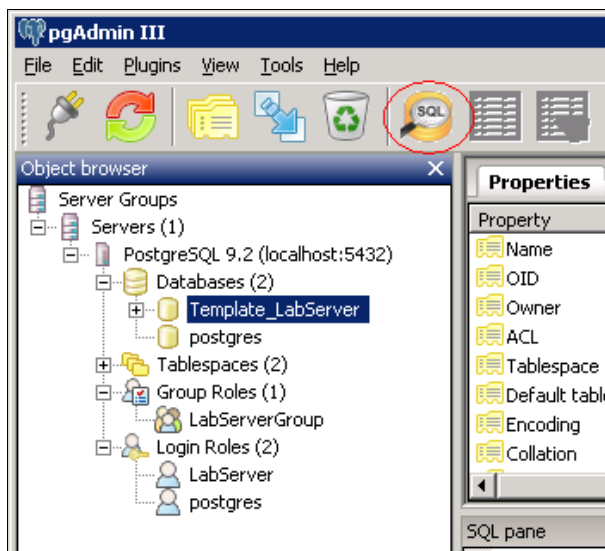 pgAdmin III
File Edit Plugins View Tools Help
SQL
Object browser
Server Groups
Servers (1)
PostgreSQL 9.2 (localhost:5432)
Databases (2)
Template_LabServer
postgres
Tablespaces (2)
Group Roles (1)
LabServerGroup
Login Roles (2)
LabServer
postgres
Properties
Property
Name
OID
Owner
ACL
Tablespace
Default table
Encoding
Collation
SQL pane